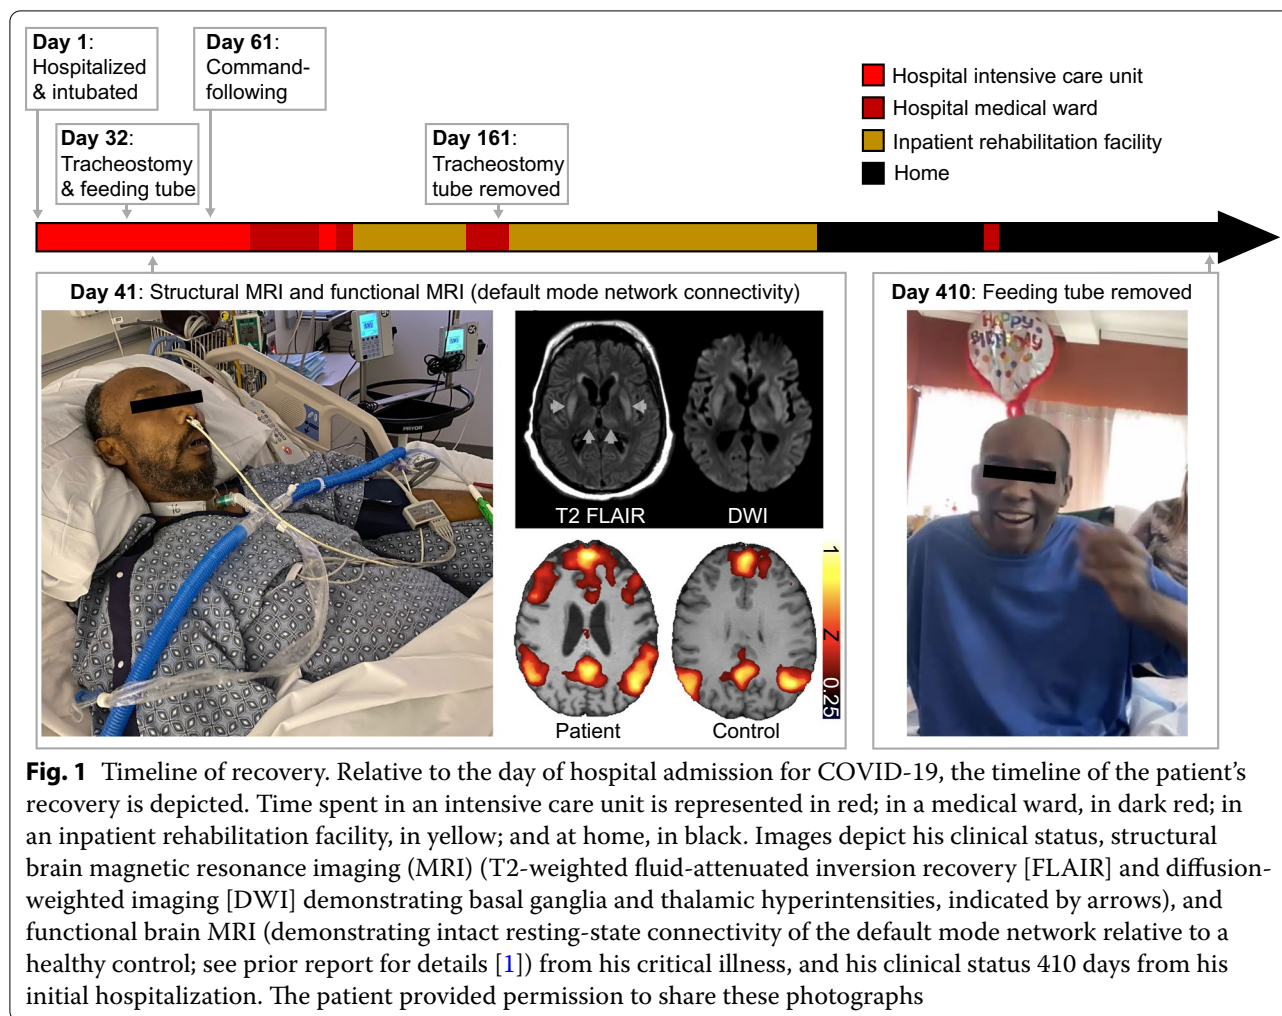 Day 1:
Hospitalized
& intubated
Day 61:
Command-
following
Day 32:
Tracheostomy
& feeding tube
Day 161:
Tracheostomy
tube removed
Hospital intensive care unit
Hospital medical ward
Inpatient rehabilitation facility
Home
Day 41: Structural MRI and functional MRI (default mode network connectivity)
PRYOR
T2 FLAIR
DWI
1
Z
0.25
Patient
Control
Day 410: Feeding tube removed
HAPPY
BIRTHDAY
Fig. 1 Timeline of recovery. Relative to the day of hospital admission for COVID-19, the timeline of the patient's
recovery is depicted. Time spent in an intensive care unit is represented in red; in a medical ward, in dark red; in
an inpatient rehabilitation facility, in yellow; and at home, in black. Images depict his clinical status, structural
brain magnetic resonance imaging (MRI) (T2-weighted fluid-attenuated inversion recovery [FLAIR] and diffusion-
weighted imaging [DWI] demonstrating basal ganglia and thalamic hyperintensities, indicated by arrows), and
functional brain MRI (demonstrating intact resting-state connectivity of the default mode network relative to a
healthy control; see prior report for details [1]) from his critical illness, and his clinical status 410 days from his
initial hospitalization. The patient provided permission to share these photographs